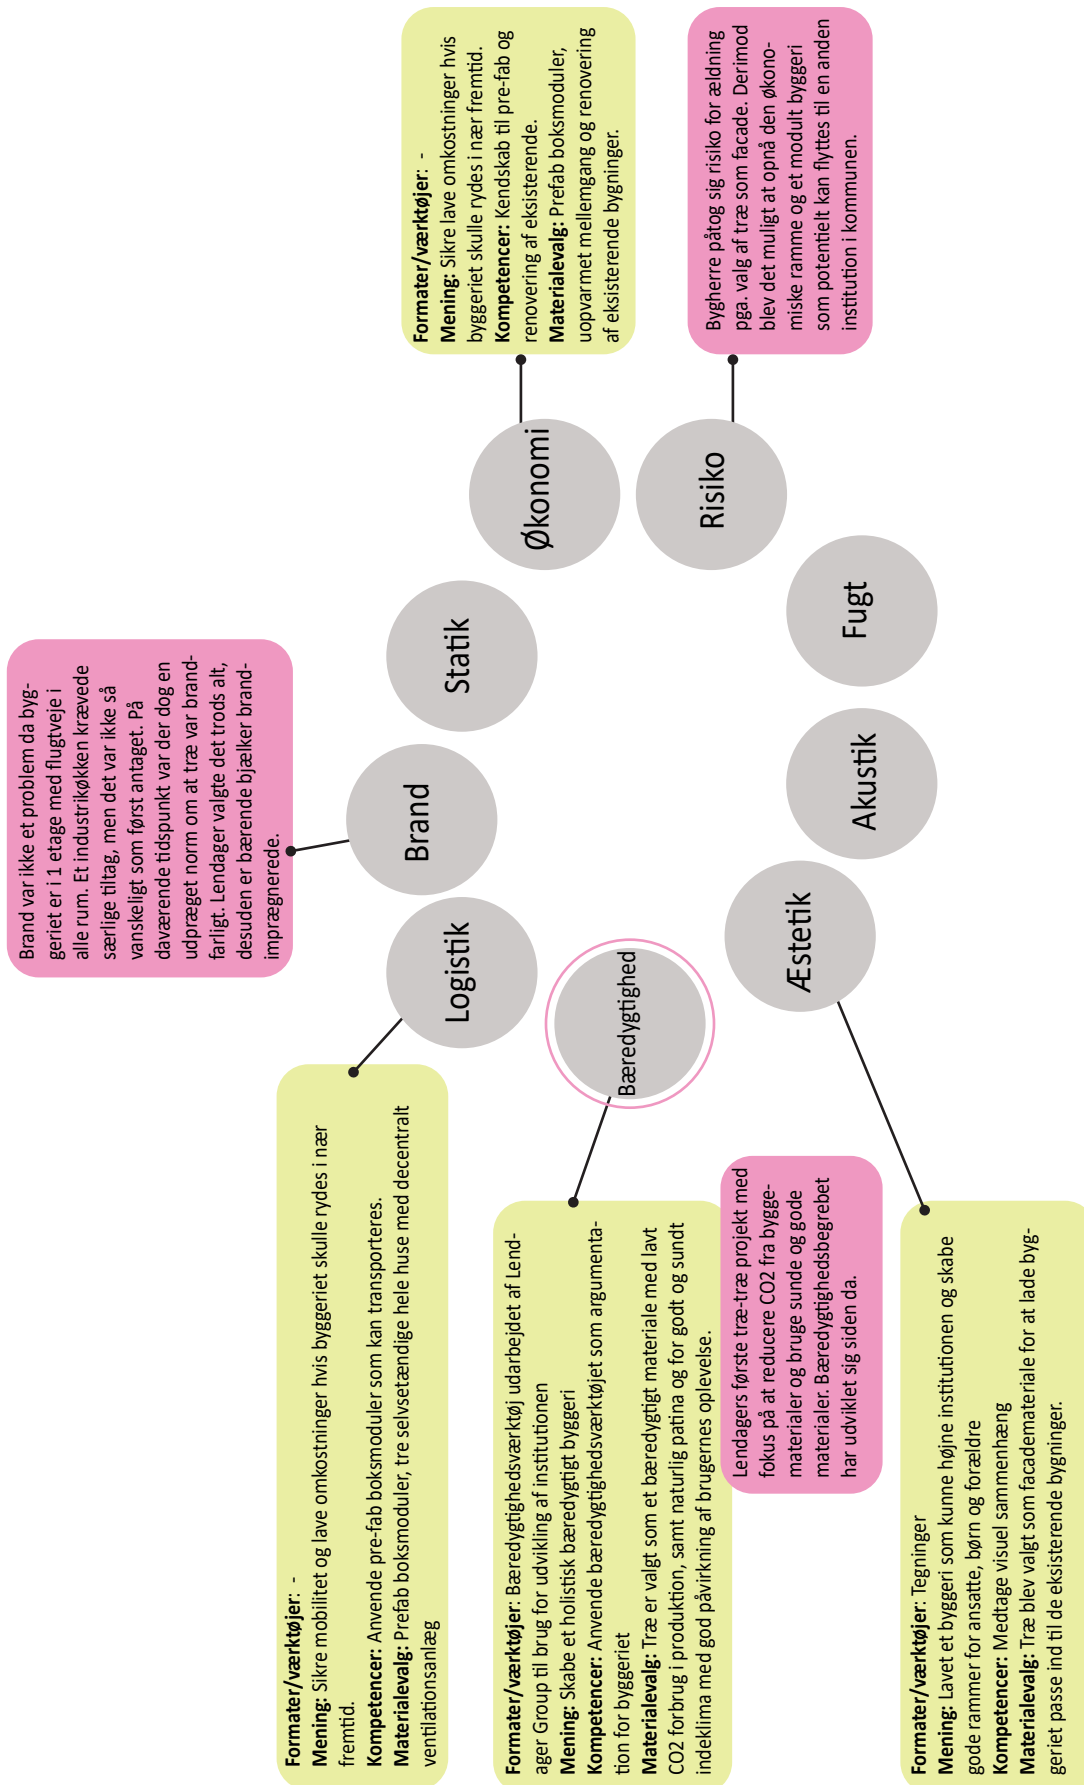 Formater/værktøjer: -
Mening: Sikre mobilitet og lave omkostninger hvis byggeriet skulle rydes i nær
fremtid.
Kompetencer: Anvende pre-fab boksmoduler som kan transporteres.
Materialevalg: Prefab boksmoduler, tre selvsetændige hele huse med decentralt
ventilationsanlæg
Brand var ikke et problem da byg-
geriet er i 1 etage med flugtveje i
alle rum. Et industrikøkken krævede
særlige tiltag, men det var ikke så
vanskeligt som først antaget. På
daværende tidspunkt var der dog en
udpræget norm om at træ var brand-
farligt. Lendager valgte det trods alt,
desuden er bærende bjælker brand-
imprægnerede.
Formater/værktøjer: -
Mening: Sikre lave omkostninger hvis
byggeriet skulle rydes i nær fremtid.
Kompetencer: Kendskab til pre-fab og
renovering af eksisterende.
Materialevalg: Prefab boksmoduler,
uopvarmet mellemgang og renovering
af eksisterende bygninger.
Logistik
Brand
Statik
Økonomi
Bæredygtighed
Risiko
Æstetik
Akustik
Fugt
Formater/værktøjer: Bæredygtighedsværktøj udarbejdet af Lend-
ager Group til brug for udvikling af institutionen
Mening: Skabe et holistisk bæredygtigt byggeri
Kompetencer: Anvende bæredygtighedsværktøjet som argumenta-
tion for byggeriet
Materialevalg: Træ er valgt som et bæredygtigt materiale med lavt
CO2 forbrug i produktion, samt naturlig patina og for godt og sundt
indeklima med god påvirkning af brugernes oplevelse.
Lendagers første træ-træ projekt med
fokus på at reducere CO2 fra bygge-
materialer og bruge sunde og gode
materialer. Bæredygtighedsbegrebet
har udviklet sig siden da.
Bygherre påtog sig risiko for ældning
pga. valg af træ som facade. Derimod
blev det muligt at opnå den økono-
miske ramme og et modult byggeri
som potentielt kan flyttes til en anden
institution i kommunen.
Formater/værktøjer: Tegninger
Mening: Lavet et byggeri som kunne højne institutionen og skabe
gode rammer for ansatte, børn og forældre
Kompetencer: Medtage visuel sammenhæng
Materialevalg: Træ blev valgt som facademateriale for at lade byg-
geriet passe ind til de eksisterende bygninger.